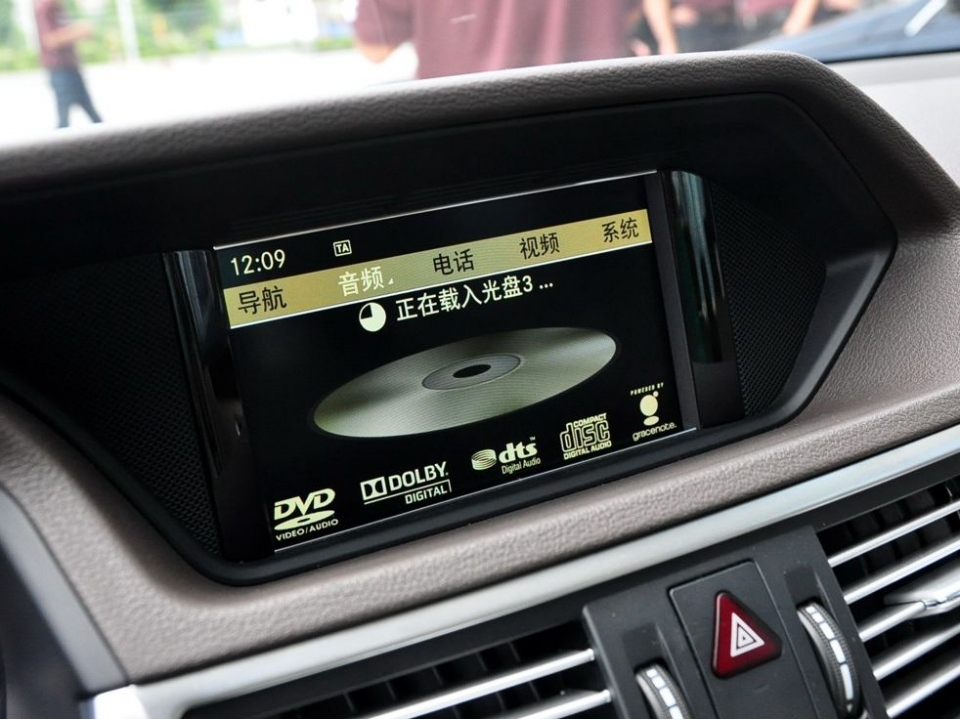 12:09 TA
导航 音频 电话 视频 系统
正在载入光盘3 ...
DVD
VIDEO/AUDIO
DOLBY
DIGITAL
dts
Digital Audio
COMPACT
disc
DIGITAL AUDIO
POWERED BY
gracenote